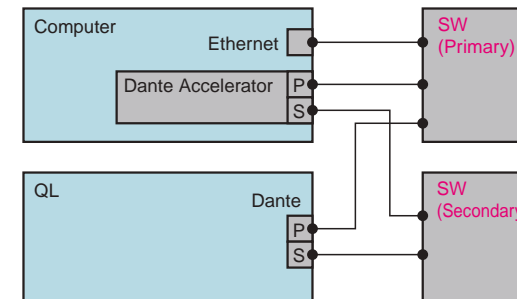 Computer
Ethernet
Dante Accelerator
P
S
SW
(Primary)
QL
Dante
P
S
SW
(Secondary